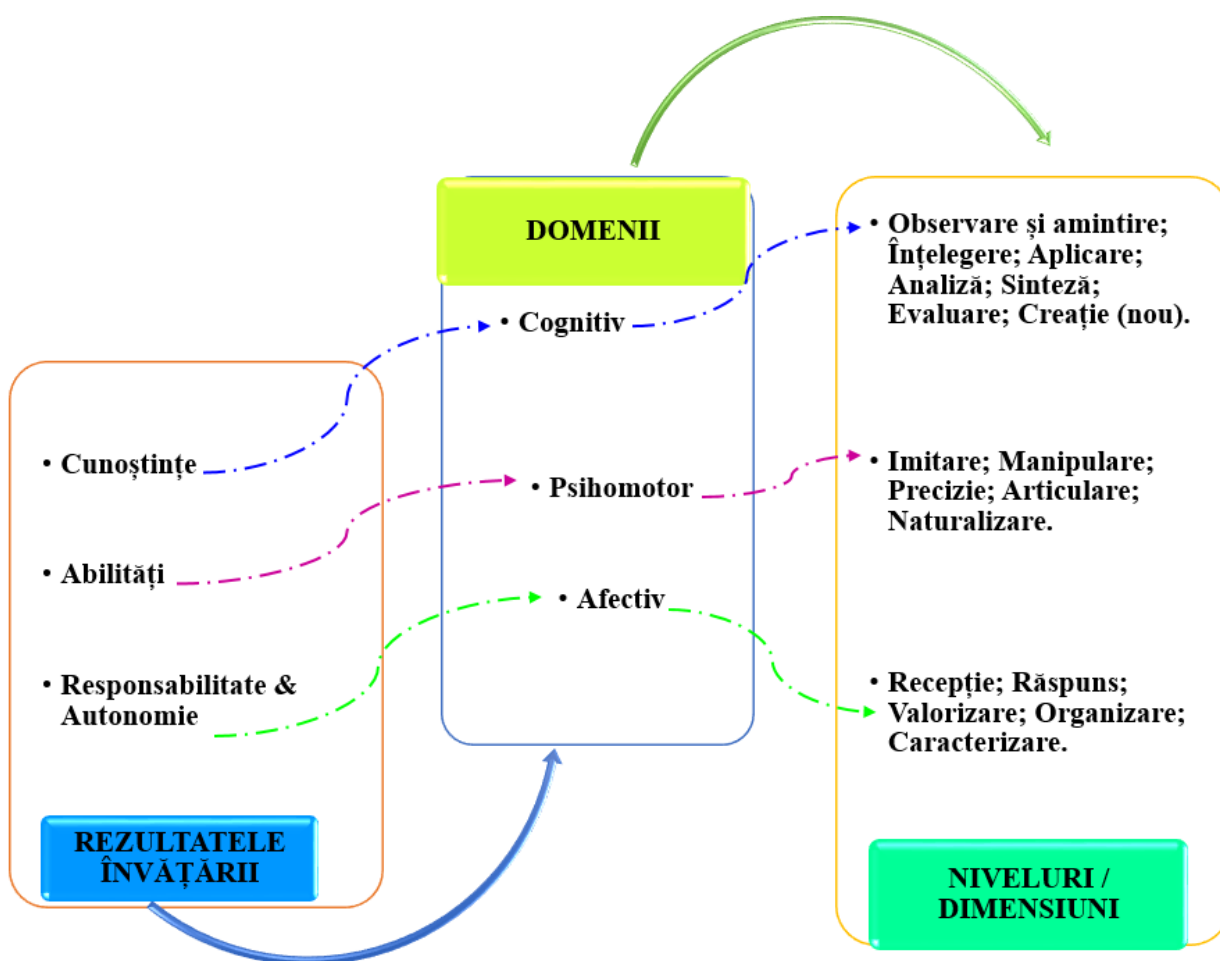 • Cunoștințe
• Abilități
• Responsabilitate &
Autonomie
REZULTATELE
ÎNVĂȚĂRII
DOMENII
• Cognitiv
• Psihomotor
• Afectiv
• Observare și amintire;
Înțelegere; Aplicare;
Analiză; Sinteză;
Evaluare; Creație (nou).
• Imitare; Manipulare;
Precizie; Articulare;
Naturalizare.
• Recepție; Răspuns;
Valorizare; Organizare;
Caracterizare.
NIVELURI /
DIMENSIUNI